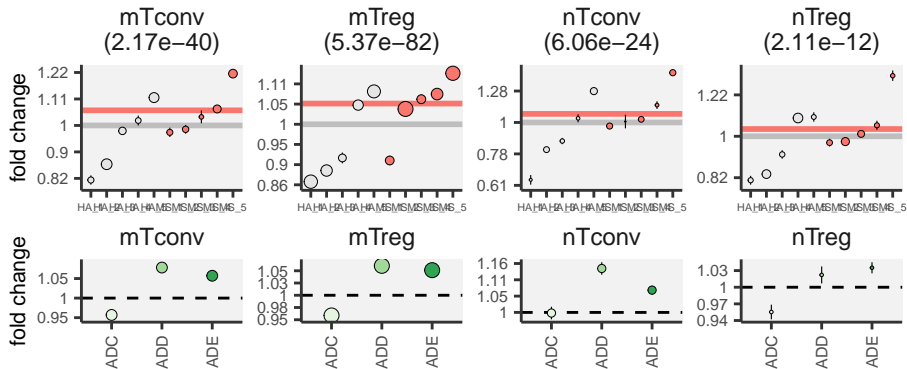 mTconv
(2.17e−40)
mTreg
(5.37e−82)
nTconv
(6.06e−24)
nTreg
(2.11e−12)
fold change
1.22
1.11
1
0.9
0.82
1.11
1.05
1
0.95
0.9
0.86
1.28
1
0.78
0.61
1.22
1
0.82
mTconv
mTreg
nTconv
nTreg
fold change
1.05
1
0.95
ADC
ADD
ADE
1.05
1.03
1
0.98
0.95
ADC
ADD
ADE
1.16
1.1
1.05
1
ADC
ADD
ADE
1.03
1
0.97
0.94
ADC
ADD
ADE